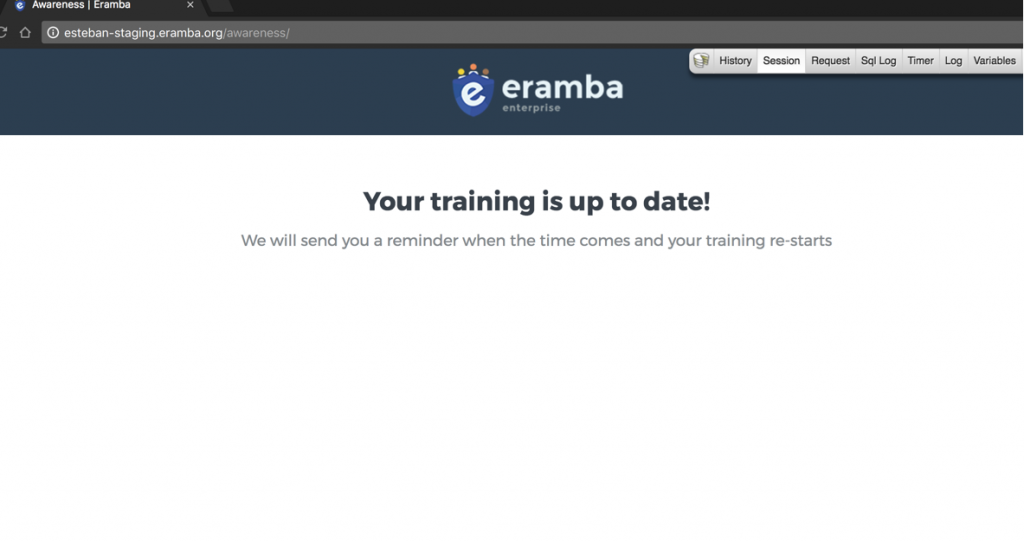 Awareness | Eramba
esteban-staging.eramba.org/awareness/
History Session Request Sql Log Timer Log Variables
e eramba
enterprise
Your training is up to date!
We will send you a reminder when the time comes and your training re-starts